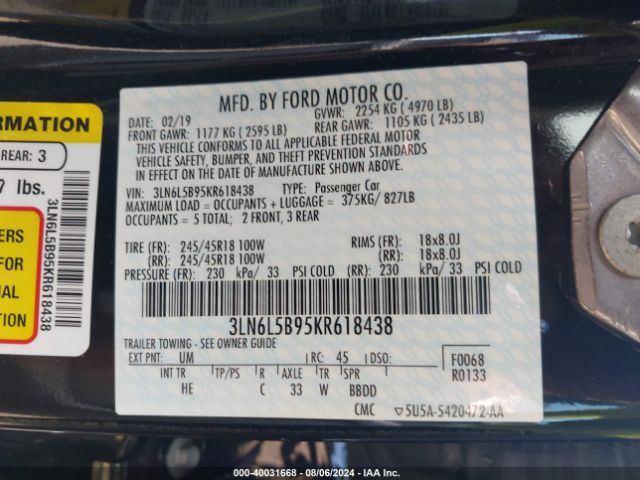 MFD. BY FORD MOTOR CO.
DATE: 02/19 GVWR: 2254 KG ( 4970 LB)
FRONT GAWR: 1177 KG ( 2595 LB) REAR GAWR: 1105 KG ( 2435 LB)
THIS VEHICLE CONFORMS TO ALL APPLICABLE FEDERAL MOTOR
VEHICLE SAFETY, BUMPER, AND THEFT PREVENTION STANDARDS
IN EFFECT ON THE DATE OF MANUFACTURE SHOWN ABOVE.
VIN: 3LN6L5B95KR618438 TYPE: Passenger Car
MAXIMUM LOAD = OCCUPANTS + LUGGAGE = 375KG/ 827LB
OCCUPANTS = 5 TOTAL; 2 FRONT, 3 REAR
TIRE (FR): 245/45R18 100W RIMS (FR): 18x8.0J
(RR): 245/45R18 100W (RR): 18x8.0J
PRESSURE (FR): 230 kPa/ 33 PSI COLD (RR): 230 kPa/ 33 PSI COLD
3LN6L5B95KR618438
TRAILER TOWING - SEE OWNER GUIDE
EXT PNT: UM RC: 45 DSO: F0068
INT TR TP/PS R AXLE TR SPR R0133
HE C 33 W BBDD
CMC 5U5A-5420472-AA
RMATION
REAR: 3
7 lbs.
ERS
FOR
IAL
ON
3LN6L5B95KR618438
000-40031668 - 08/06/2024 - IAA Inc.